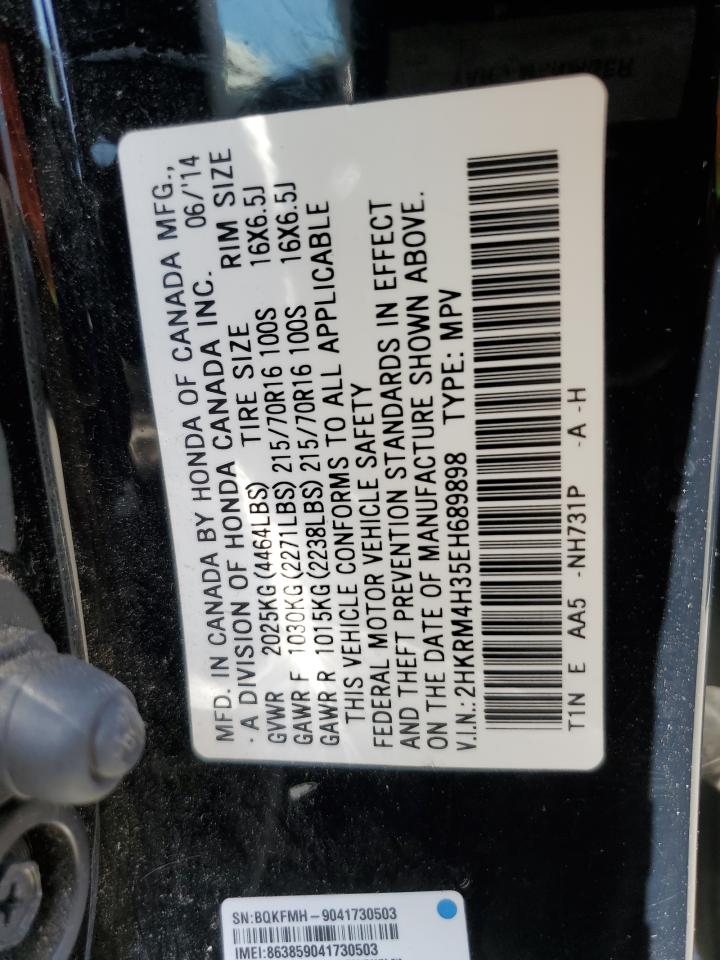 MFD. IN CANADA BY HONDA OF CANADA MFG.,
A DIVISION OF HONDA CANADA INC. 06/'14
GVWR 2025KG(4464LBS) TIRE SIZE RIM SIZE
GAWR F 1030KG(2271LBS)215/70R16 100S 16X6.5J
GAWR R 1015KG(2238LBS)215/70R16 100S 16X6.5J
THIS VEHICLE CONFORMS TO ALL APPLICABLE
FEDERAL MOTOR VEHICLE SAFETY
AND THEFT PREVENTION STANDARDS IN EFFECT
ON THE DATE OF MANUFACTURE SHOWN ABOVE.
V.I.N.: 2HKRM4H35EH689898 TYPE: MPV
T1N E AA5 -NH731P -A -H
SN:BQKFMH-9041730503
IMEI:863859041730503